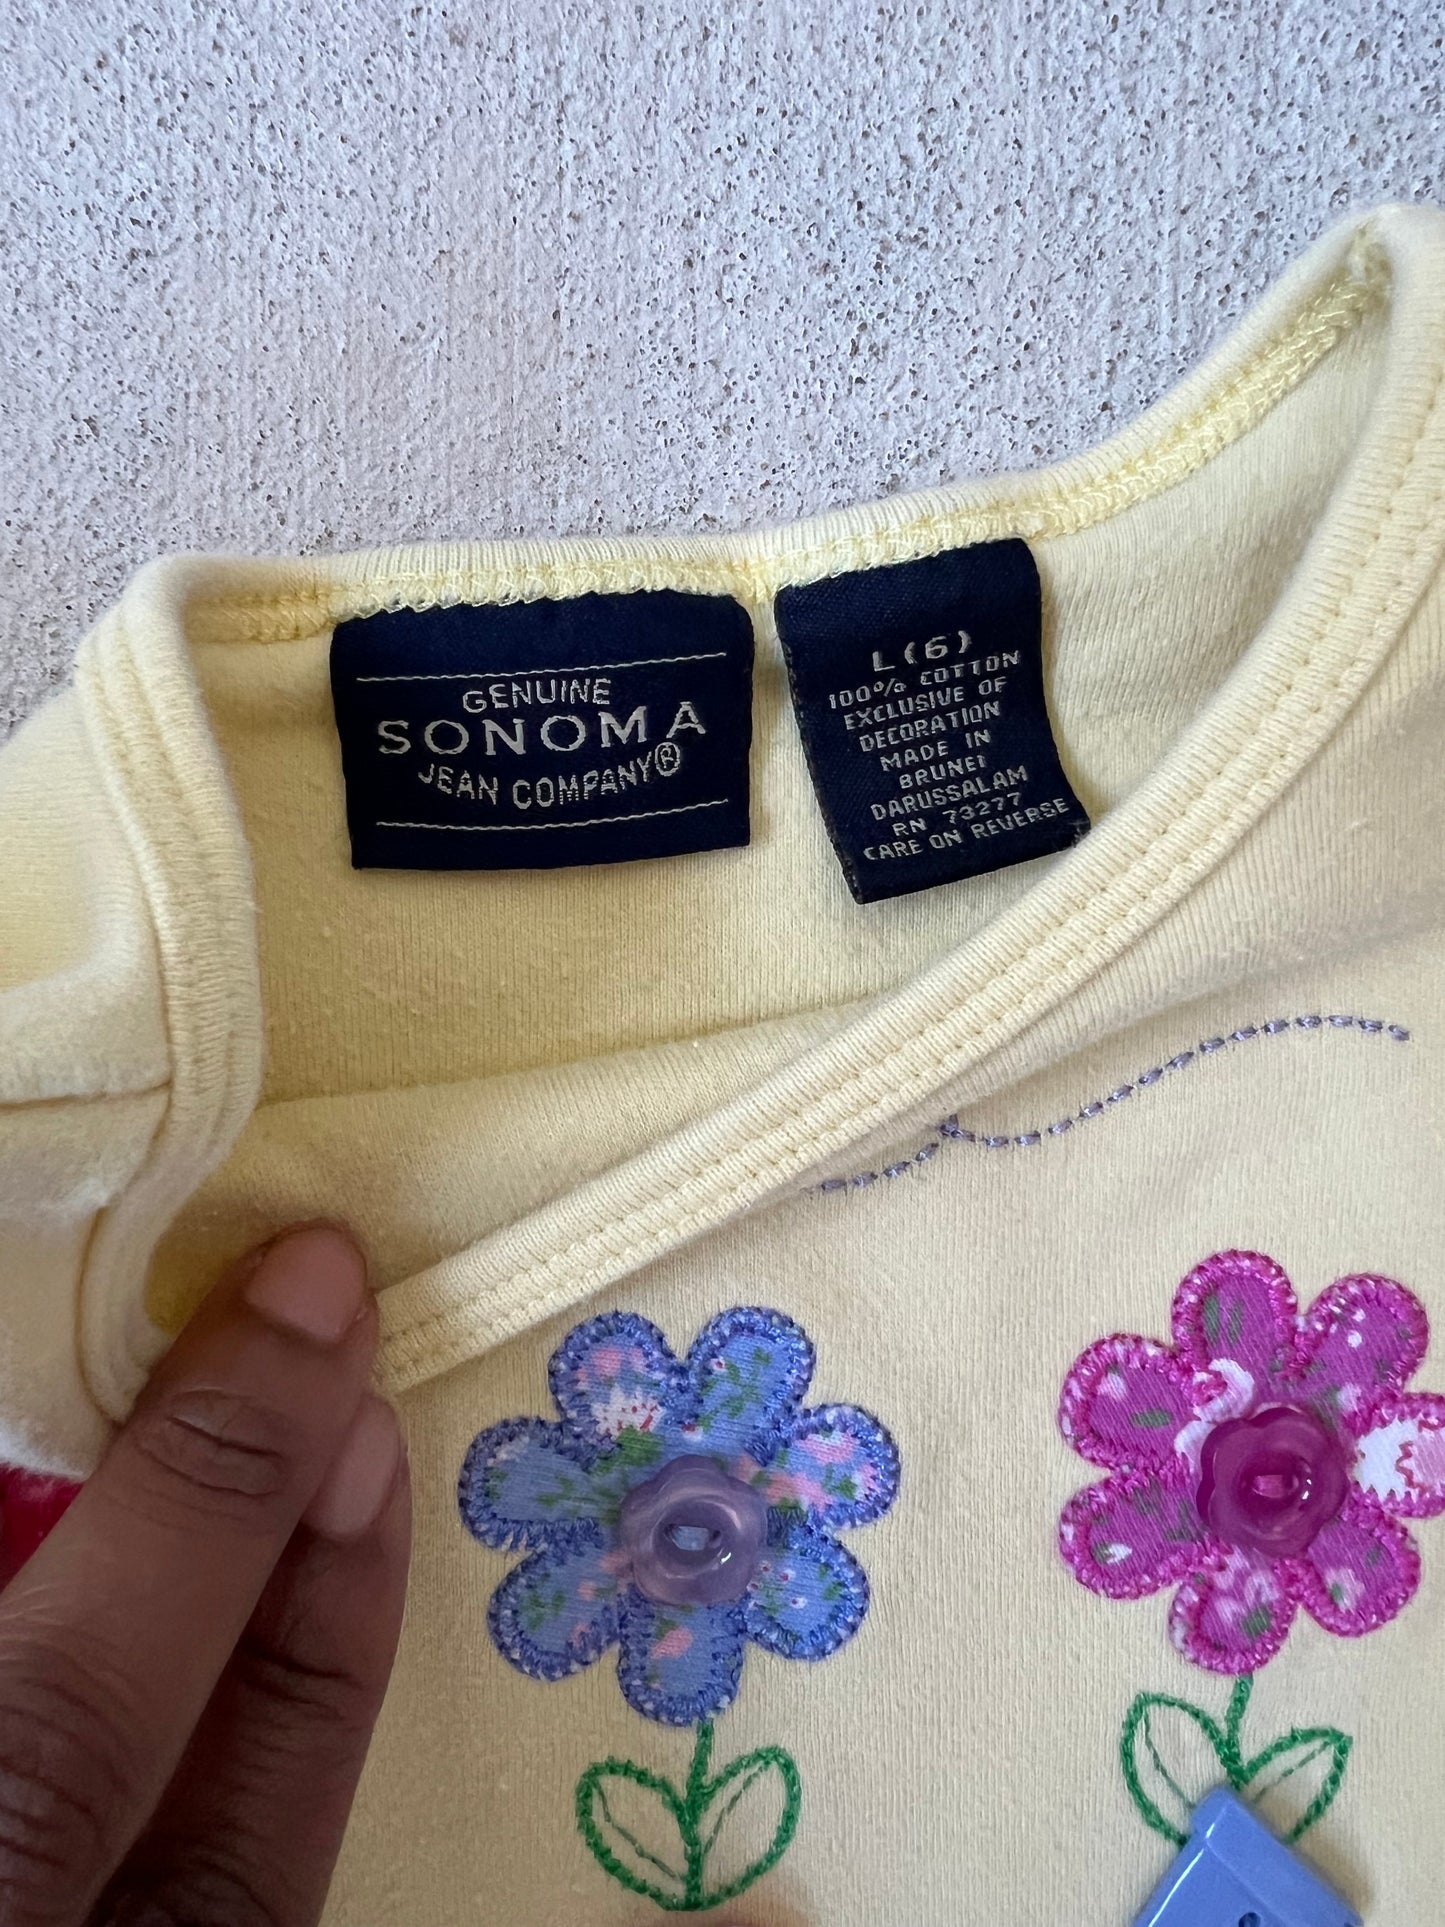 GENUINE
SONOMA
JEAN COMPANY®
L (6)
100% COTTON
EXCLUSIVE OF
DECORATION
MADE IN
BRUNEI
DARUSSALAM
RN 73277
CARE ON REVERSE